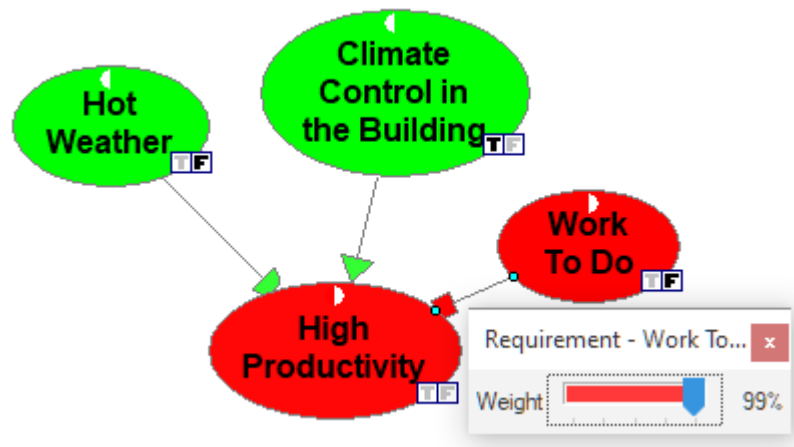 Climate
Control in
the Building
T F
Hot
Weather
T F
Work
To Do
T F
High
Productivity
T F
Requirement - Work To... x
Weight 99%